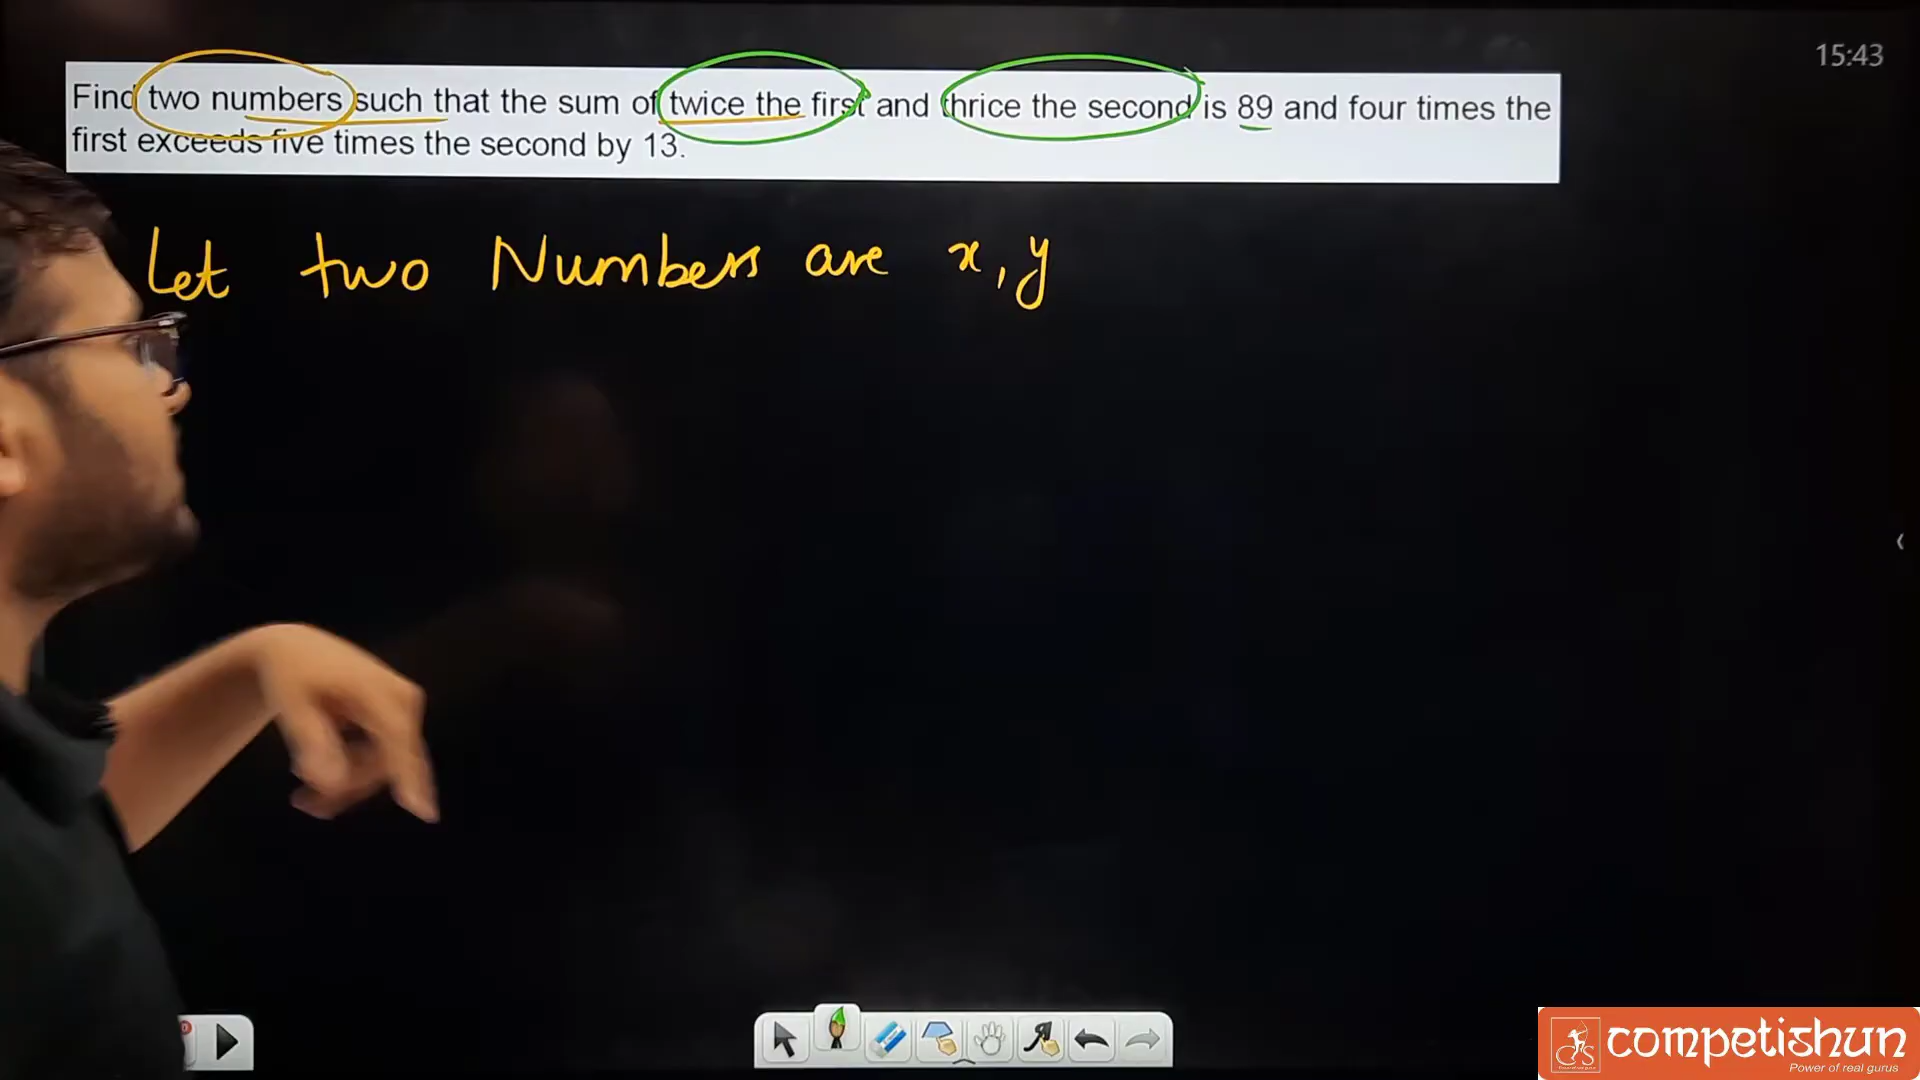 15:43
Find two numbers such that the sum of twice the first and thrice the second is 89 and four times the
first exceeds five times the second by 13.
Let two Numbers are x, y
competishun
Power of real gurus